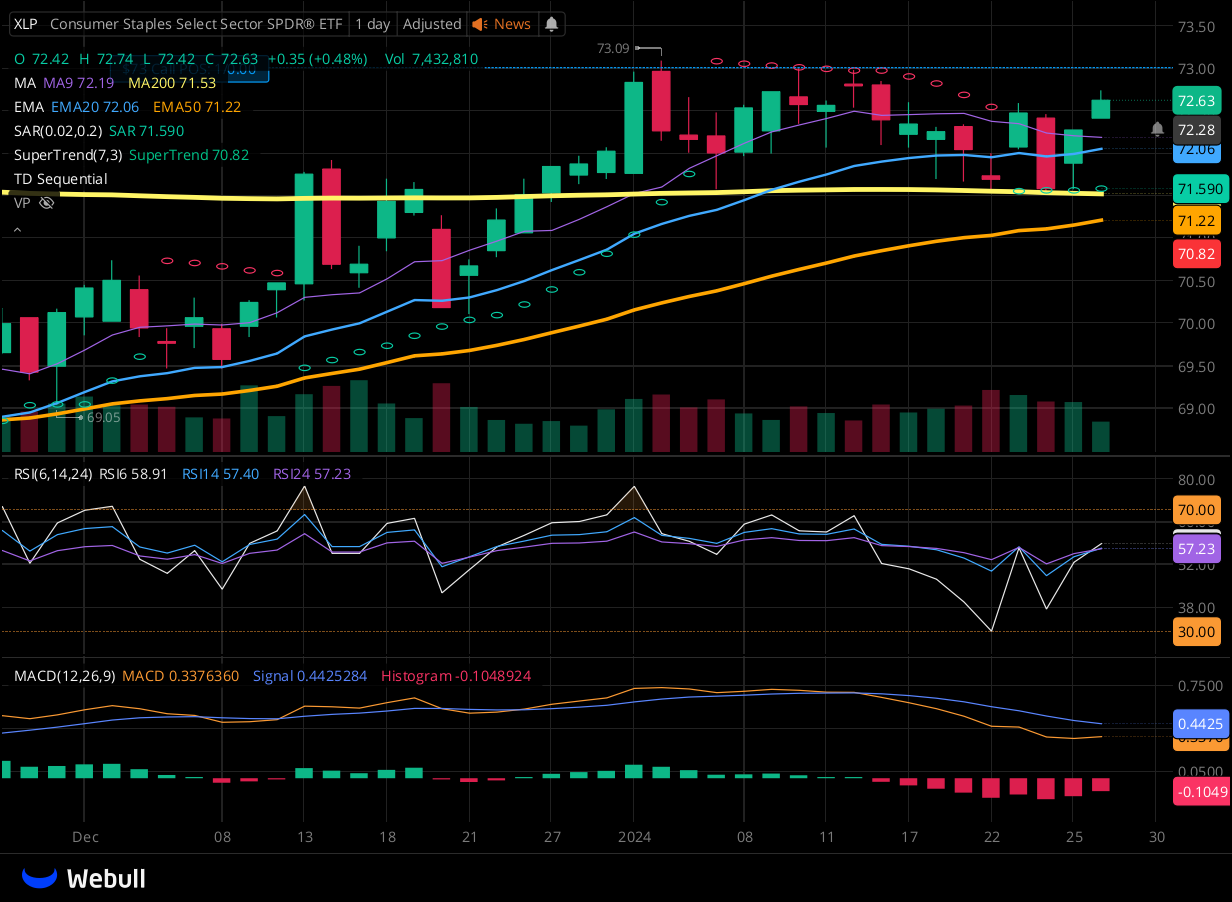 XLP Consumer Staples Select Sector SPDR® ETF 1 day Adjusted News
O 72.42 H 72.74 L 72.42 C 72.63 +0.35 (+0.48%) Vol 7,432,810
MA MA9 72.19 MA200 71.53
EMA EMA20 72.06 EMA50 71.22
SAR(0.02,0.2) SAR 71.590
SuperTrend(7,3) SuperTrend 70.82
TD Sequential
VP
73.09
69.05
73.50
73.00
72.63
72.28
72.06
71.590
71.22
70.82
70.50
70.00
69.50
69.00
RSI(6,14,24) RSI6 58.91 RSI14 57.40 RSI24 57.23
80.00
70.00
57.23
52.00
38.00
30.00
MACD(12,26,9) MACD 0.3376360 Signal 0.4425284 Histogram -0.1048924
0.7500
0.4425
0.0500
-0.1049
Dec 08 13 18 21 27 2024 08 11 17 22 25 30
Webull